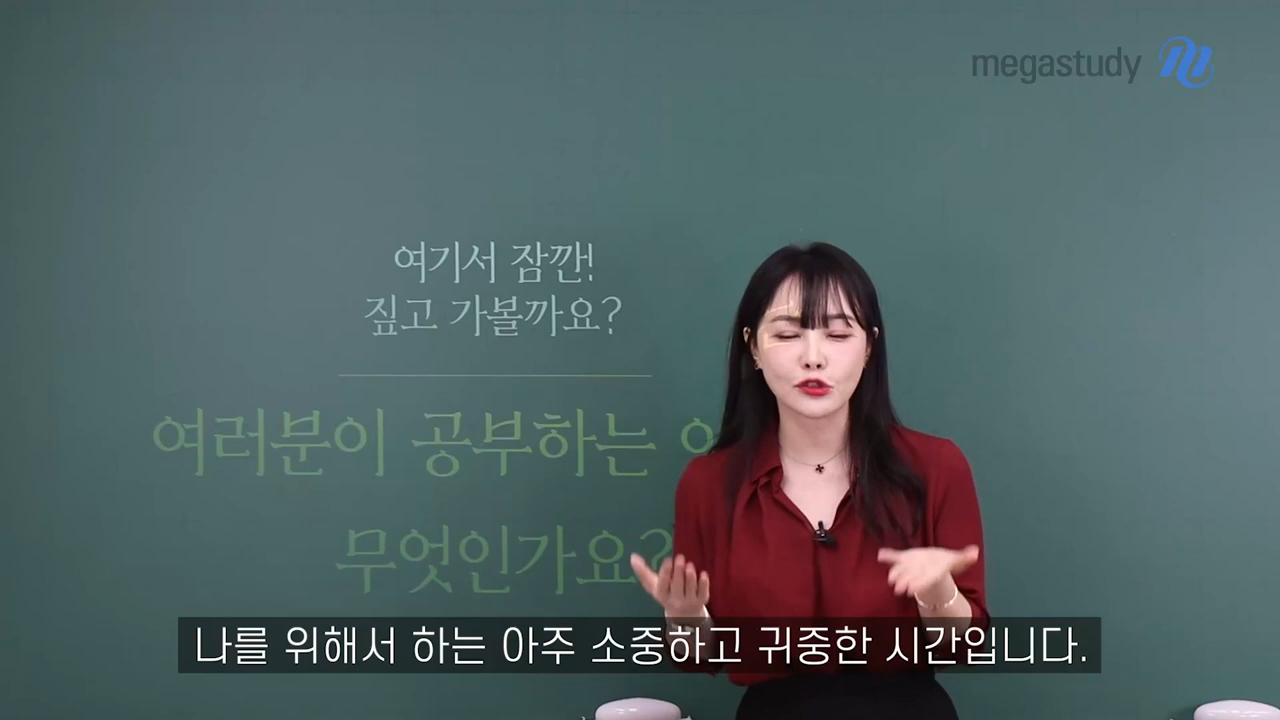 megastudy
여기서 잠깐!
짚고 가볼까요?
여러분이 공부하는
무엇인가요?
나를 위해서 하는 아주 소중하고 귀중한 시간입니다.